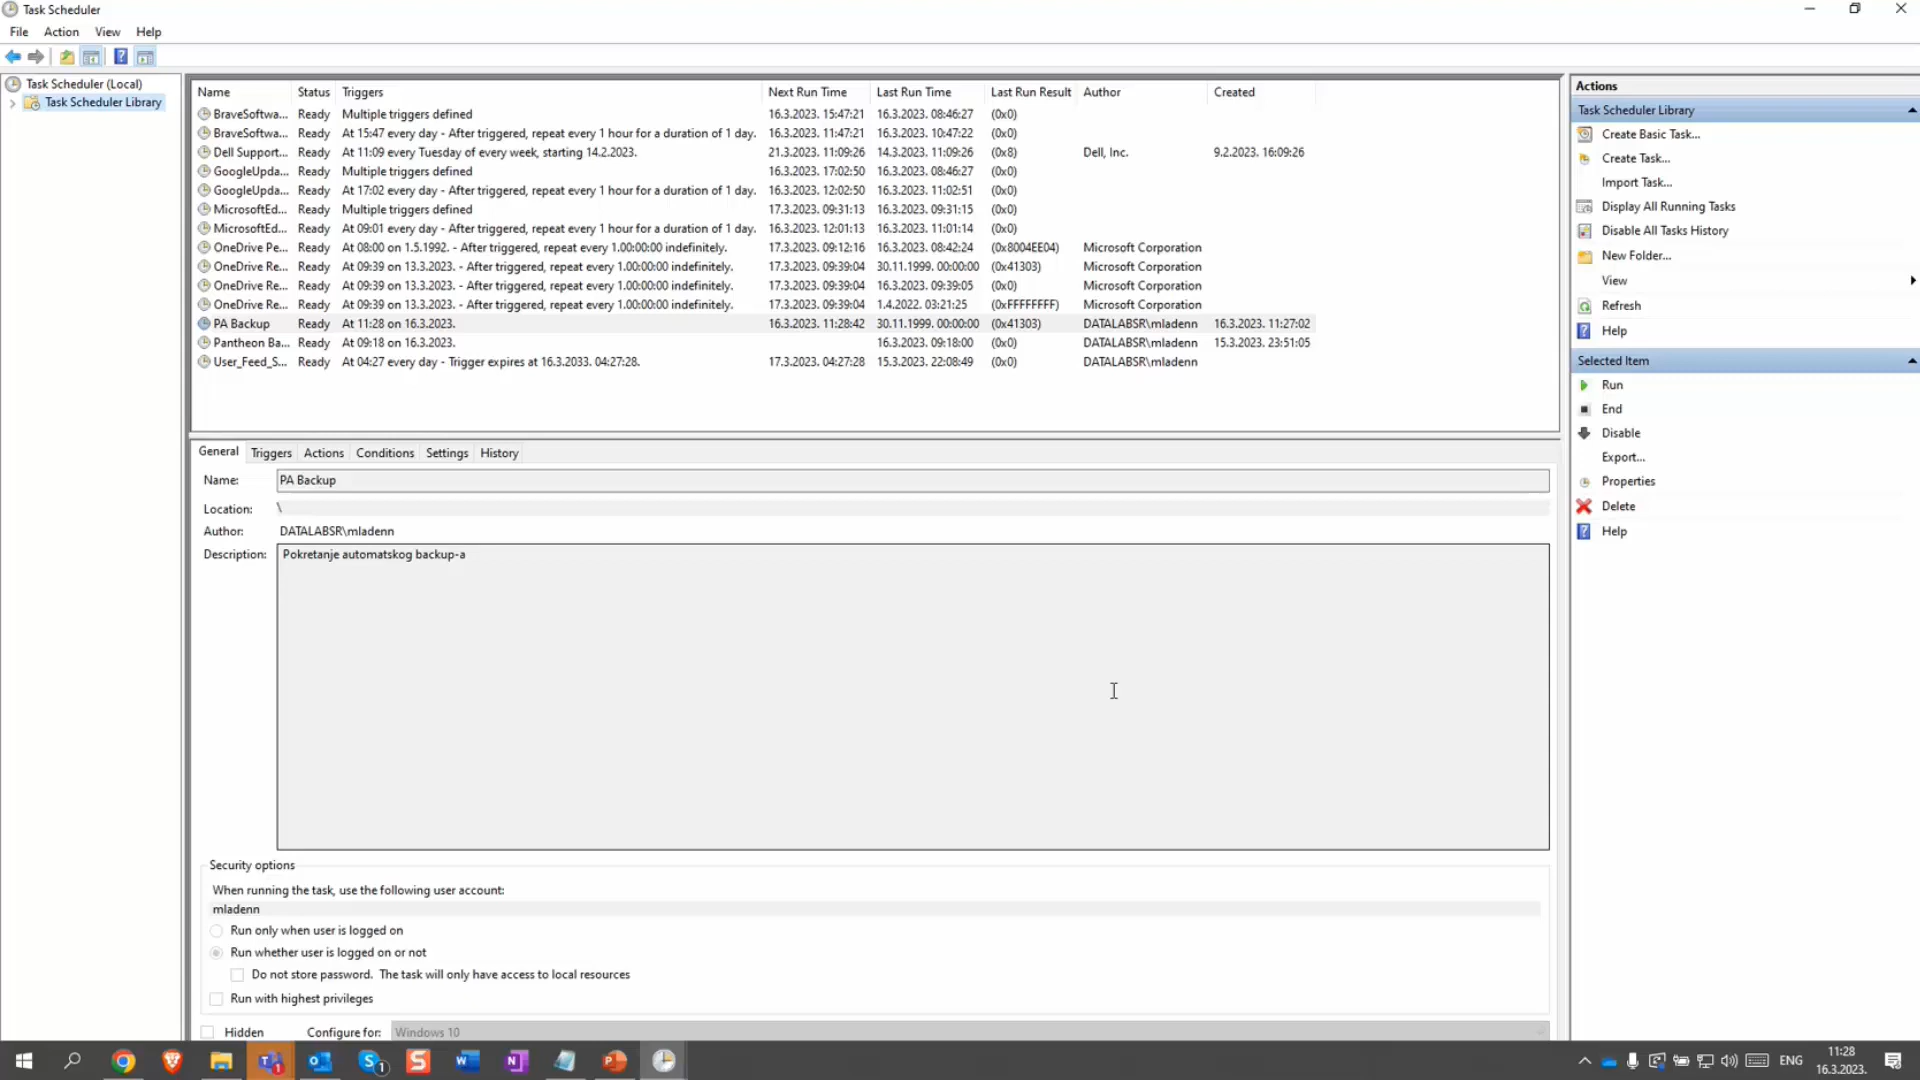 Task Scheduler
File Action View Help
Task Scheduler (Local)
Task Scheduler Library
Name Status Triggers Next Run Time Last Run Time Last Run Result Author Created
BraveSoftwa... Ready Multiple triggers defined 16.3.2023. 15:47:21 16.3.2023. 08:46:27 (0x0)
BraveSoftwa... Ready At 15:47 every day - After triggered, repeat every 1 hour for a duration of 1 day. 16.3.2023. 11:47:21 16.3.2023. 10:47:22 (0x0)
Dell Support... Ready At 11:09 every Tuesday of every week, starting 14.2.2023. 21.3.2023. 11:09:26 14.3.2023. 11:09:26 (0x8) Dell, Inc. 9.2.2023. 16:09:26
GoogleUpda... Ready Multiple triggers defined 16.3.2023. 17:02:50 16.3.2023. 08:46:27 (0x0)
GoogleUpda... Ready At 17:02 every day - After triggered, repeat every 1 hour for a duration of 1 day. 16.3.2023. 12:02:50 16.3.2023. 11:02:51 (0x0)
MicrosoftEd... Ready Multiple triggers defined 17.3.2023. 09:31:13 16.3.2023. 09:31:15 (0x0)
MicrosoftEd... Ready At 09:01 every day - After triggered, repeat every 1 hour for a duration of 1 day. 16.3.2023. 12:01:13 16.3.2023. 11:01:14 (0x0)
OneDrive Pe... Ready At 08:00 on 1.5.1992. - After triggered, repeat every 1.00:00:00 indefinitely. 17.3.2023. 09:12:16 16.3.2023. 08:42:24 (0x8004EE04) Microsoft Corporation
OneDrive Re... Ready At 09:39 on 13.3.2023. - After triggered, repeat every 1.00:00:00 indefinitely. 17.3.2023. 09:39:04 30.11.1999. 00:00:00 (0x41303) Microsoft Corporation
OneDrive Re... Ready At 09:39 on 13.3.2023. - After triggered, repeat every 1.00:00:00 indefinitely. 17.3.2023. 09:39:04 16.3.2023. 09:39:05 (0x0) Microsoft Corporation
OneDrive Re... Ready At 09:39 on 13.3.2023. - After triggered, repeat every 1.00:00:00 indefinitely. 17.3.2023. 09:39:04 1.4.2022. 03:21:25 (0xFFFFFFFF) Microsoft Corporation
PA Backup Ready At 11:28 on 16.3.2023. 16.3.2023. 11:28:42 30.11.1999. 00:00:00 (0x41303) DATALABSR\mladenn 16.3.2023. 11:27:02
Pantheon Ba... Ready At 09:18 on 16.3.2023. 16.3.2023. 09:18:00 (0x0) DATALABSR\mladenn 15.3.2023. 23:51:05
User_Feed_S... Ready At 04:27 every day - Trigger expires at 16.3.2033. 04:27:28. 17.3.2023. 04:27:28 15.3.2023. 22:08:49 (0x0) DATALABSR\mladenn
General Triggers Actions Conditions Settings History
Name: PA Backup
Location: \
Author: DATALABSR\mladenn
Description: Pokretanje automatskog backup-a
Security options
When running the task, use the following user account:
mladenn
Run only when user is logged on
Run whether user is logged on or not
Do not store password. The task will only have access to local resources
Run with highest privileges
Hidden Configure for: Windows 10
Actions
Task Scheduler Library
Create Basic Task...
Create Task...
Import Task...
Display All Running Tasks
Disable All Tasks History
New Folder...
View
Refresh
Help
Selected Item
Run
End
Disable
Export...
Properties
Delete
Help
ENG
11:28
16.3.2023.